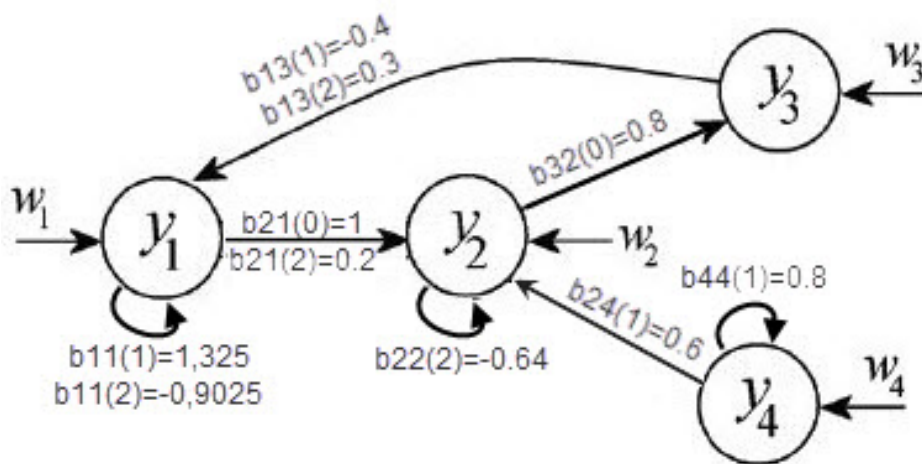 b13(1)=-0.4
b13(2)=0.3
y3
w3
b32(0)=0.8
w1
y1
b21(0)=1
b21(2)=0.2
y2
w2
b44(1)=0.8
b24(1)=0.6
b11(1)=1,325
b11(2)=-0,9025
b22(2)=-0.64
y4
w4